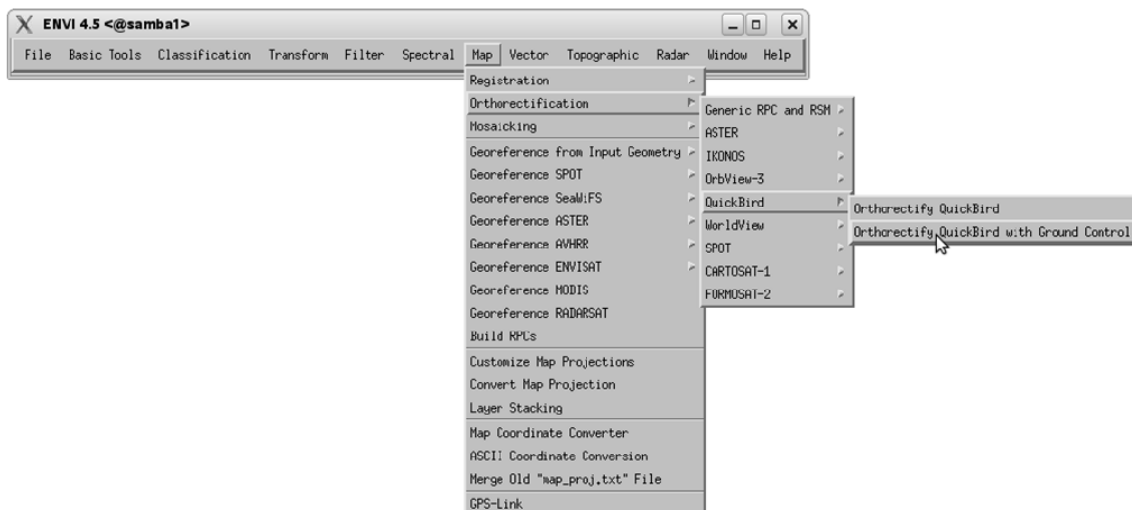 ENVI 4.5 <@samba1>
File Basic Tools Classification Transform Filter Spectral Map Vector Topographic Radar Window Help
Registration
Orthorectification
Mosaicking
Georeference from Input Geometry
Georeference SPOT
Georeference SeaWiFS
Georeference ASTER
Georeference AVHRR
Georeference ENVISAT
Georeference MODIS
Georeference RADARSAT
Build RPCs
Customize Map Projections
Convert Map Projection
Layer Stacking
Map Coordinate Converter
ASCII Coordinate Conversion
Merge Old "map_proj.txt" File
GPS-Link
Generic RPC and RSM
ASTER
IKONOS
OrbView-3
QuickBird
WorldView
SPOT
CARTOSAT-1
FORMOSAT-2
Orthorectify QuickBird
Orthorectify QuickBird with Ground Control